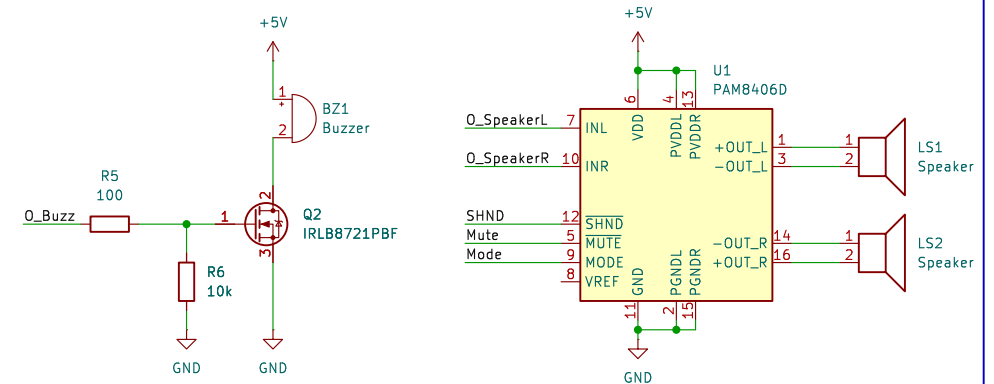 +5V
1
+
2
BZ1
Buzzer
R5
100
O_Buzz
1
2
3
Q2
IRLB8721PBF
R6
10k
GND
GND
+5V
U1
PAM8406D
6
4
13
VDD
PVDDL
PVDDR
O_SpeakerL
7
INL
O_SpeakerR
10
INR
SHND
12
SHND
Mute
5
MUTE
Mode
9
MODE
8
VREF
+OUT_L
1
-OUT_L
3
-OUT_R
14
+OUT_R
16
GND
PGNDL
PGNDR
11
2
15
GND
1
2
LS1
Speaker
1
2
LS2
Speaker